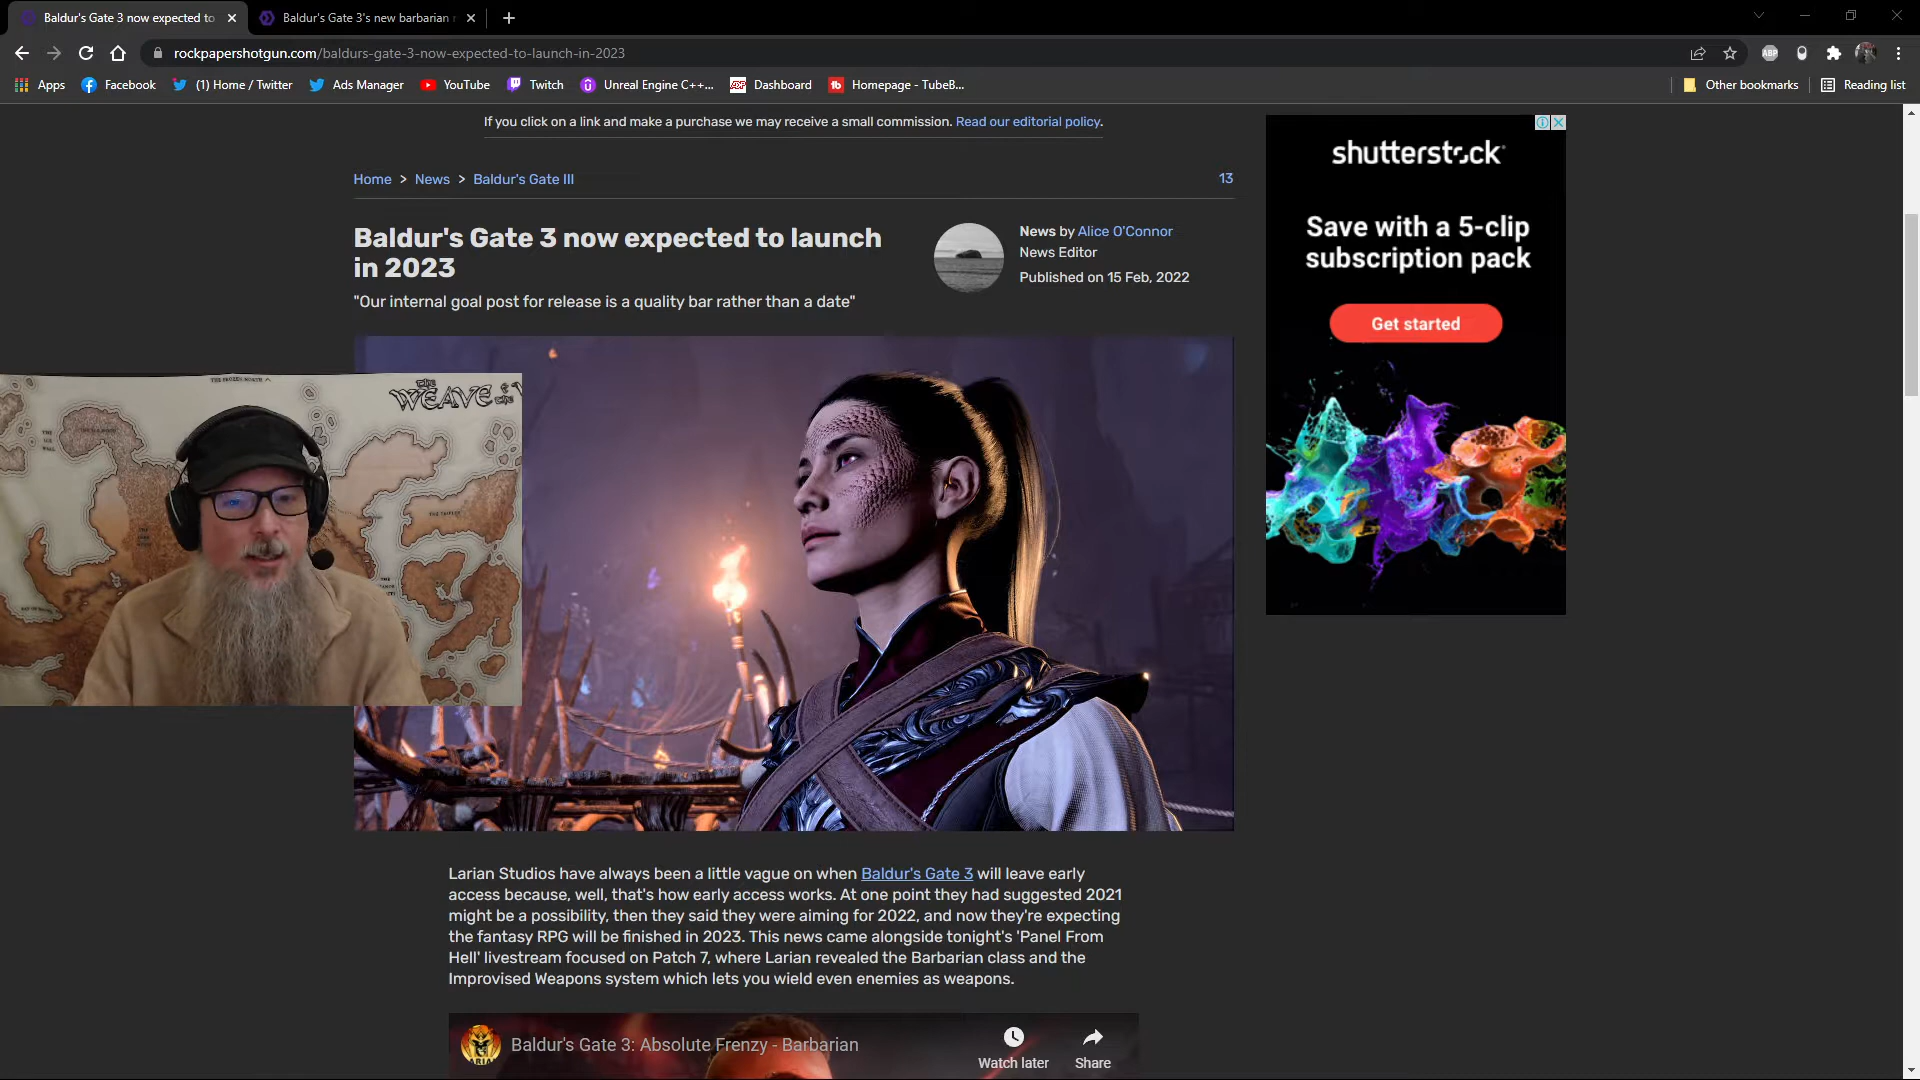 Baldur's Gate 3 now expected to
Baldur's Gate 3's new barbarian
rockpapershotgun.com/baldurs-gate-3-now-expected-to-launch-in-2023
Apps
Facebook
(1) Home / Twitter
Ads Manager
YouTube
Twitch
Unreal Engine C++...
Dashboard
Homepage - TubeB...
Other bookmarks
Reading list
If you click on a link and make a purchase we may receive a small commission. Read our editorial policy.
Home > News > Baldur's Gate III
13
Baldur's Gate 3 now expected to launch
in 2023
"Our internal goal post for release is a quality bar rather than a date"
News by Alice O'Connor
News Editor
Published on 15 Feb, 2022
shutterstock
Save with a 5-clip
subscription pack
Get started
THE FROZEN NORTH
the
WEAVE
Larian Studios have always been a little vague on when Baldur's Gate 3 will leave early
access because, well, that's how early access works. At one point they had suggested 2021
might be a possibility, then they said they were aiming for 2022, and now they're expecting
the fantasy RPG will be finished in 2023. This news came alongside tonight's 'Panel From
Hell' livestream focused on Patch 7, where Larian revealed the Barbarian class and the
Improvised Weapons system which lets you wield even enemies as weapons.
Baldur's Gate 3: Absolute Frenzy - Barbarian
Watch later
Share